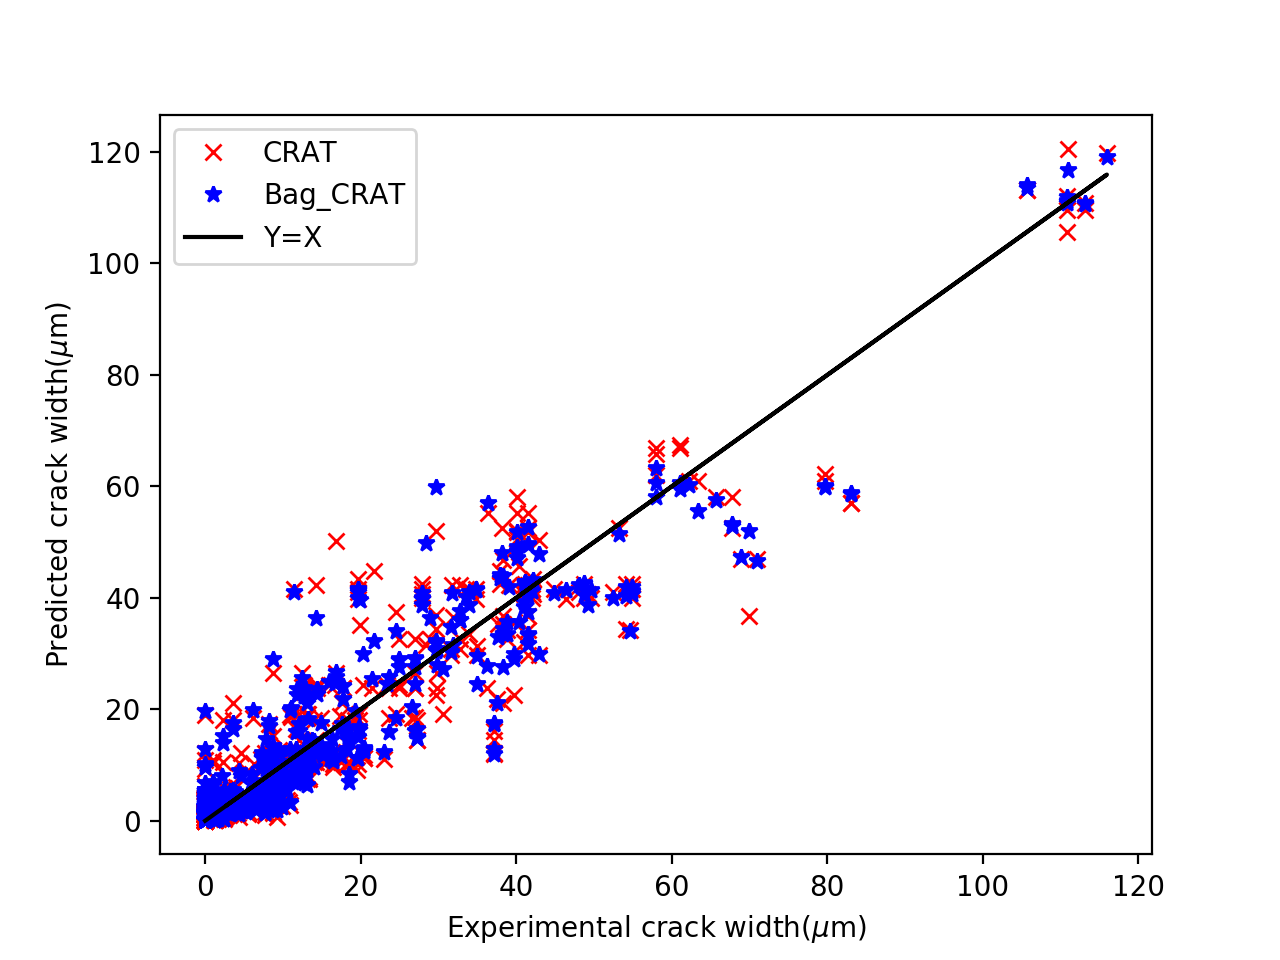 CRAT
Bag_CRAT
Y=X
120
100
80
60
40
20
0
Predicted crack width(μm)
0 20 40 60 80 100 120
Experimental crack width(μm)